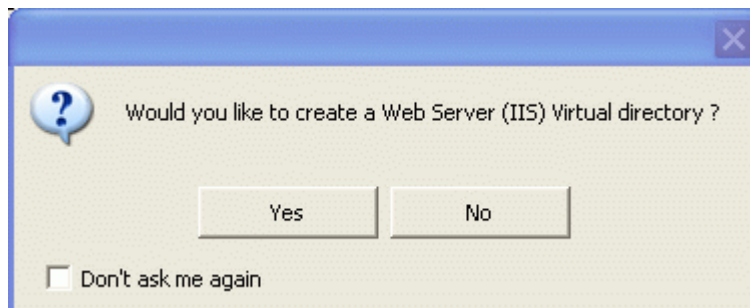 Would you like to create a Web Server (IIS) Virtual directory ?
Yes
No
Don't ask me again